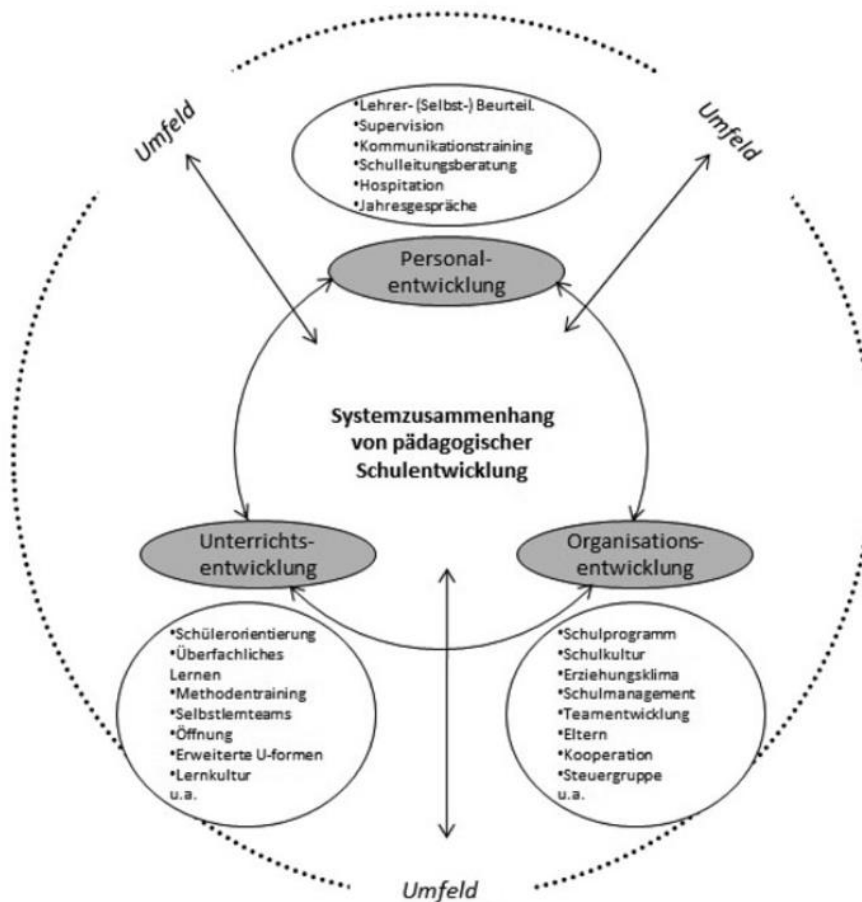 Umfeld
Umfeld
•Lehrer- (Selbst-) Beurteil.
•Supervision
•Kommunikationstraining
•Schulleitungsberatung
•Hospitation
•Jahresgespräche
Personal-
entwicklung
Systemzusammenhang
von pädagogischer
Schulentwicklung
Unterrichts-
entwicklung
Organisations-
entwicklung
•Schülerorientierung
•Überfachliches
Lernen
•Methodentraining
•Selbstlernteams
•Öffnung
•Erweiterte U-formen
•Lernkultur
u.a.
•Schulprogramm
•Schulkultur
•Erziehungsklima
•Schulmanagement
•Teamentwicklung
•Eltern
•Kooperation
•Steuergruppe
u.a.
Umfeld